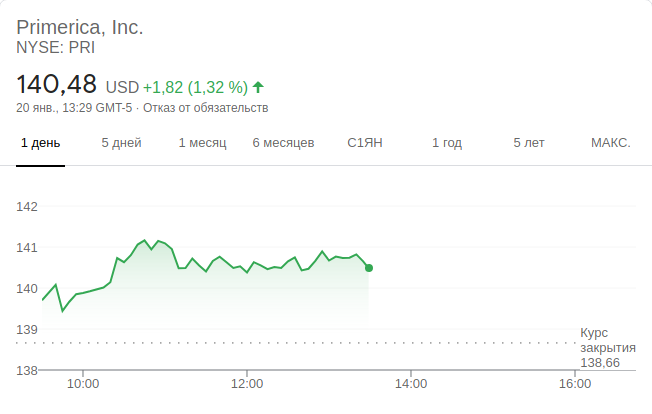 Primerica, Inc.
NYSE: PRI
140,48 USD +1,82 (1,32 %)
20 янв., 13:29 GMT-5 · Отказ от обязательств
1 день 5 дней 1 месяц 6 месяцев С1ЯН 1 год 5 лет МАКС.
142
141
140
139
Курс
закрытия
138,66
138
10:00 12:00 14:00 16:00